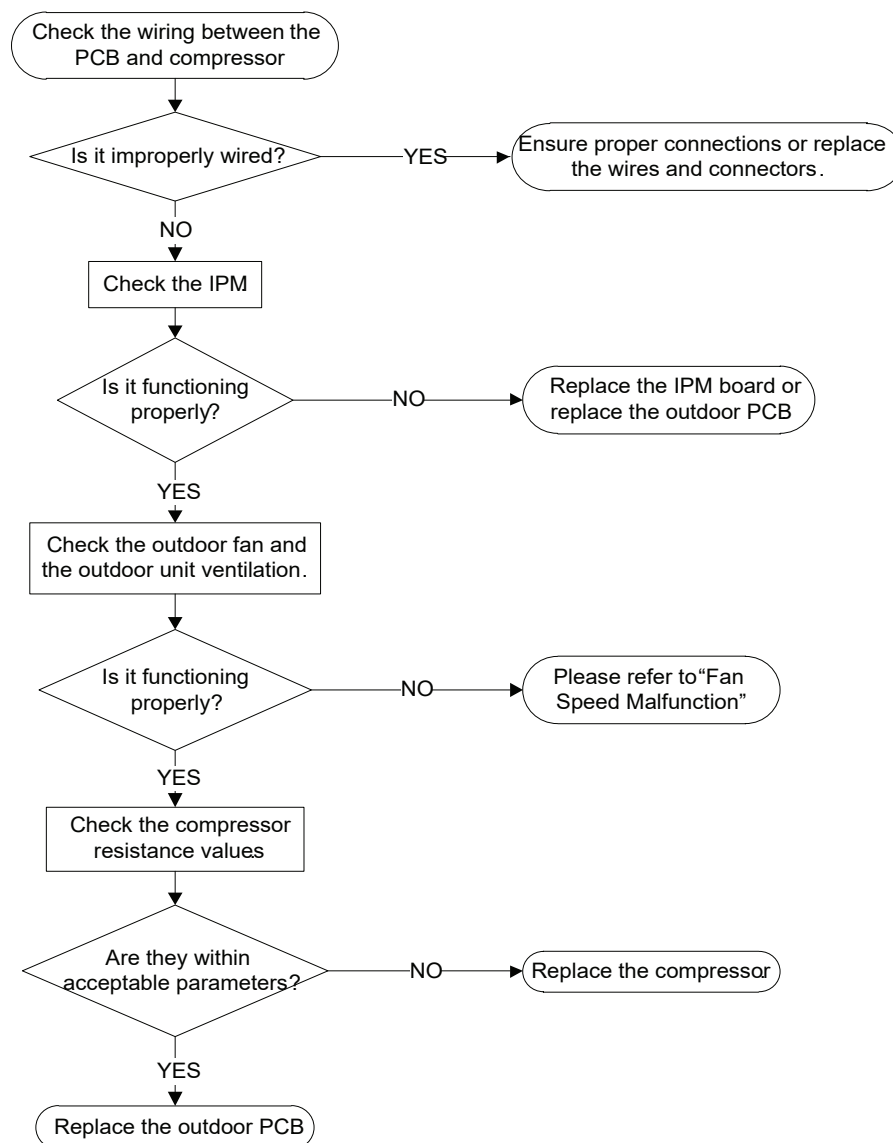 Check the wiring between the
PCB and compressor
Is it improperly wired?
YES
Ensure proper connections or replace
the wires and connectors.
NO
Check the IPM
Is it functioning
properly?
NO
Replace the IPM board or
replace the outdoor PCB
YES
Check the outdoor fan and
the outdoor unit ventilation.
Is it functioning
properly?
NO
Please refer to“Fan
Speed Malfunction”
YES
Check the compressor
resistance values
Are they within
acceptable parameters?
NO
Replace the compressor
YES
Replace the outdoor PCB